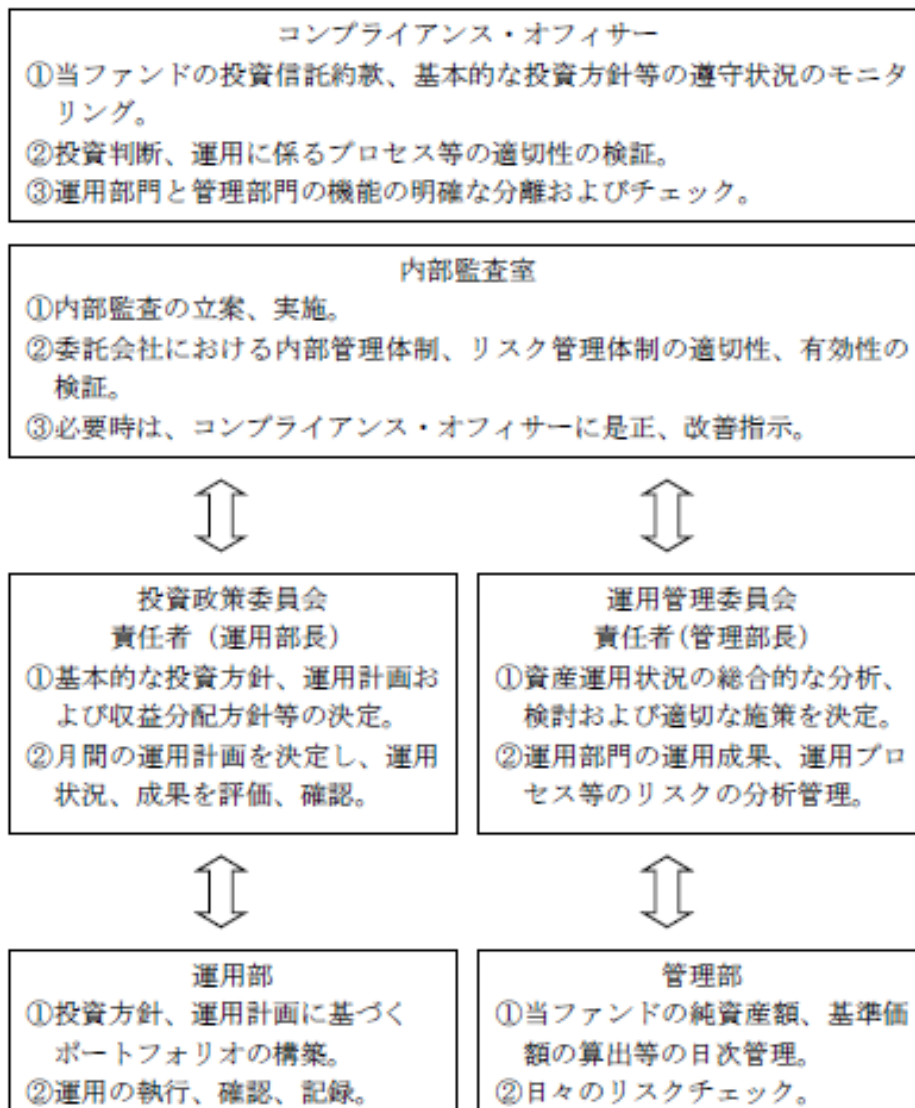 コンプライアンス・オフィサー
①当ファンドの投資信託約款、基本的な投資方針等の遵守状況のモニタ
リング。
②投資判断、運用に係るプロセス等の適切性の検証。
③運用部門と管理部門の機能の明確な分離およびチェック。
内部監査室
①内部監査の立案、実施。
②委託会社における内部管理体制、リスク管理体制の適切性、有効性の
検証。
③必要時は、コンプライアンス・オフィサーに是正、改善指示。
投資政策委員会
責任者（運用部長）
①基本的な投資方針、運用計画お
よび収益分配方針等の決定。
②月間の運用計画を決定し、運用
状況、成果を評価、確認。
運用管理委員会
責任者(管理部長)
①資産運用状況の総合的な分析、
検討および適切な施策を決定。
②運用部門の運用成果、運用プロ
セス等のリスクの分析管理。
運用部
①投資方針、運用計画に基づく
ポートフォリオの構築。
②運用の執行、確認、記録。
管理部
①当ファンドの純資産額、基準価
額の算出等の日次管理。
②日々のリスクチェック。